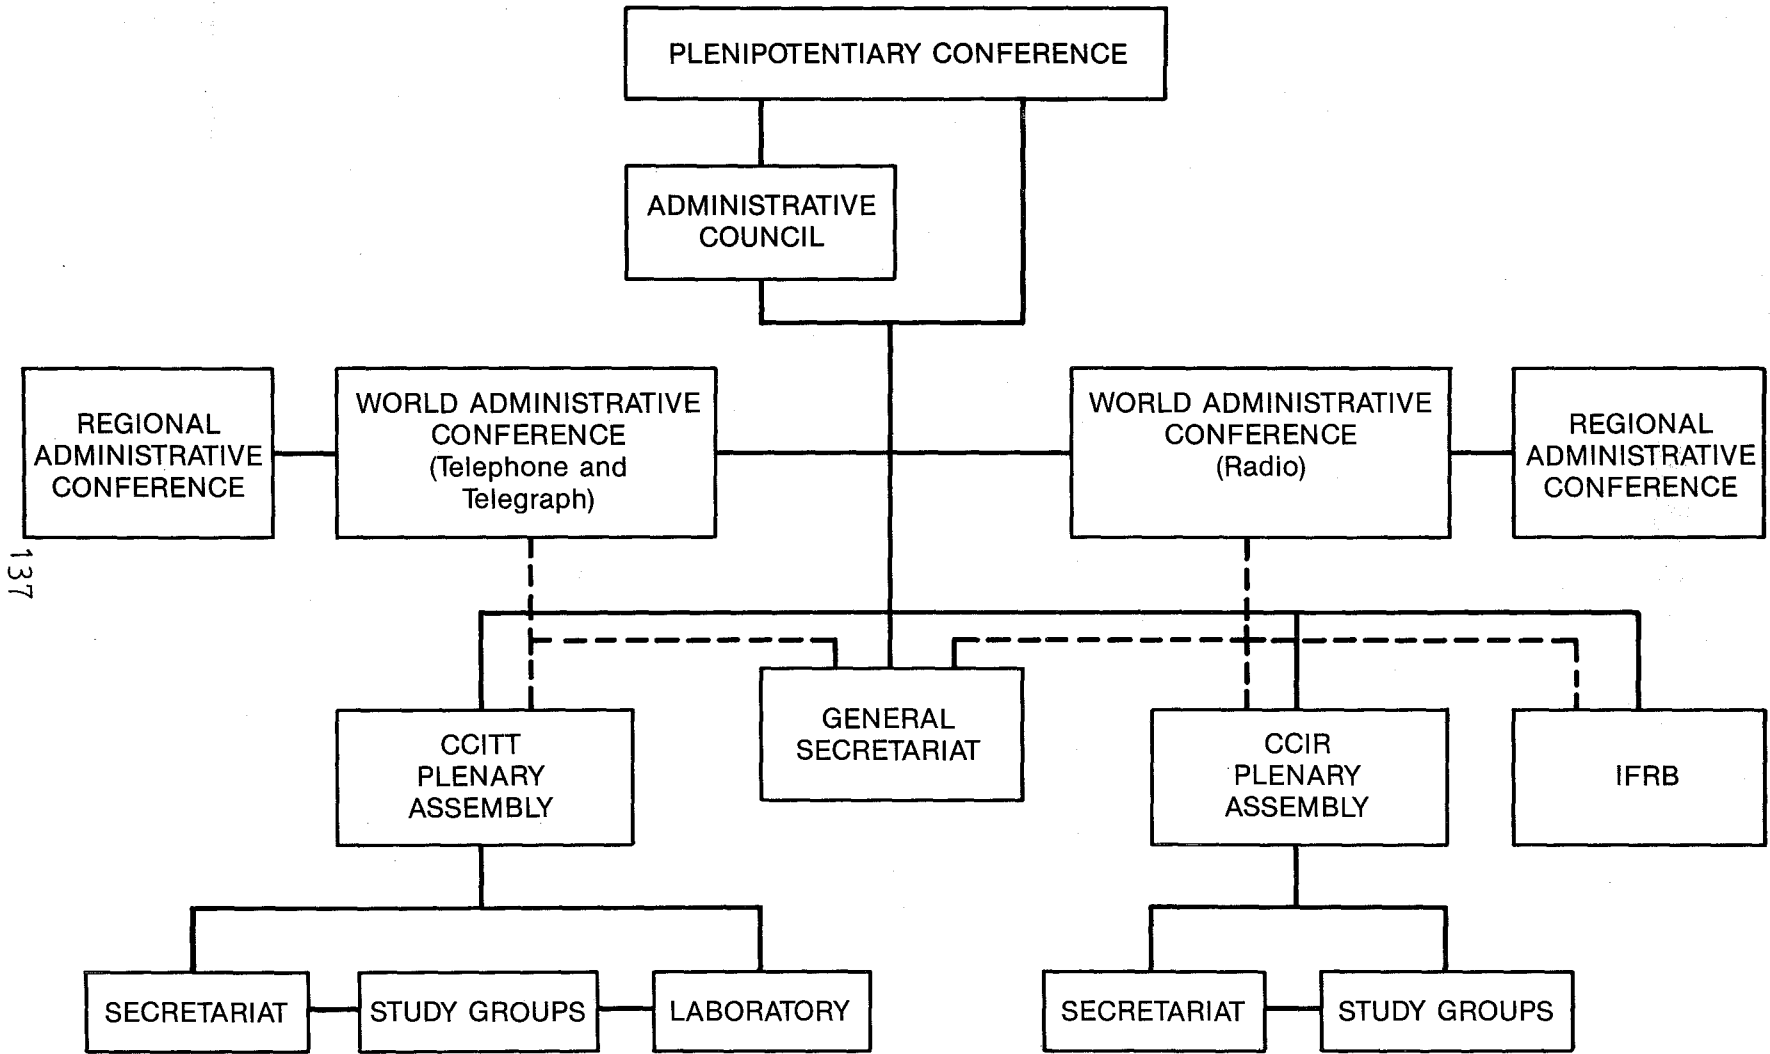 PLENIPOTENTIARY CONFERENCE
ADMINISTRATIVE
COUNCIL
REGIONAL
ADMINISTRATIVE
CONFERENCE
WORLD ADMINISTRATIVE
CONFERENCE
(Telephone and
Telegraph)
WORLD ADMINISTRATIVE
CONFERENCE
(Radio)
REGIONAL
ADMINISTRATIVE
CONFERENCE
137
CCITT
PLENARY
ASSEMBLY
GENERAL
SECRETARIAT
CCIR
PLENARY
ASSEMBLY
IFRB
SECRETARIAT
STUDY GROUPS
LABORATORY
SECRETARIAT
STUDY GROUPS